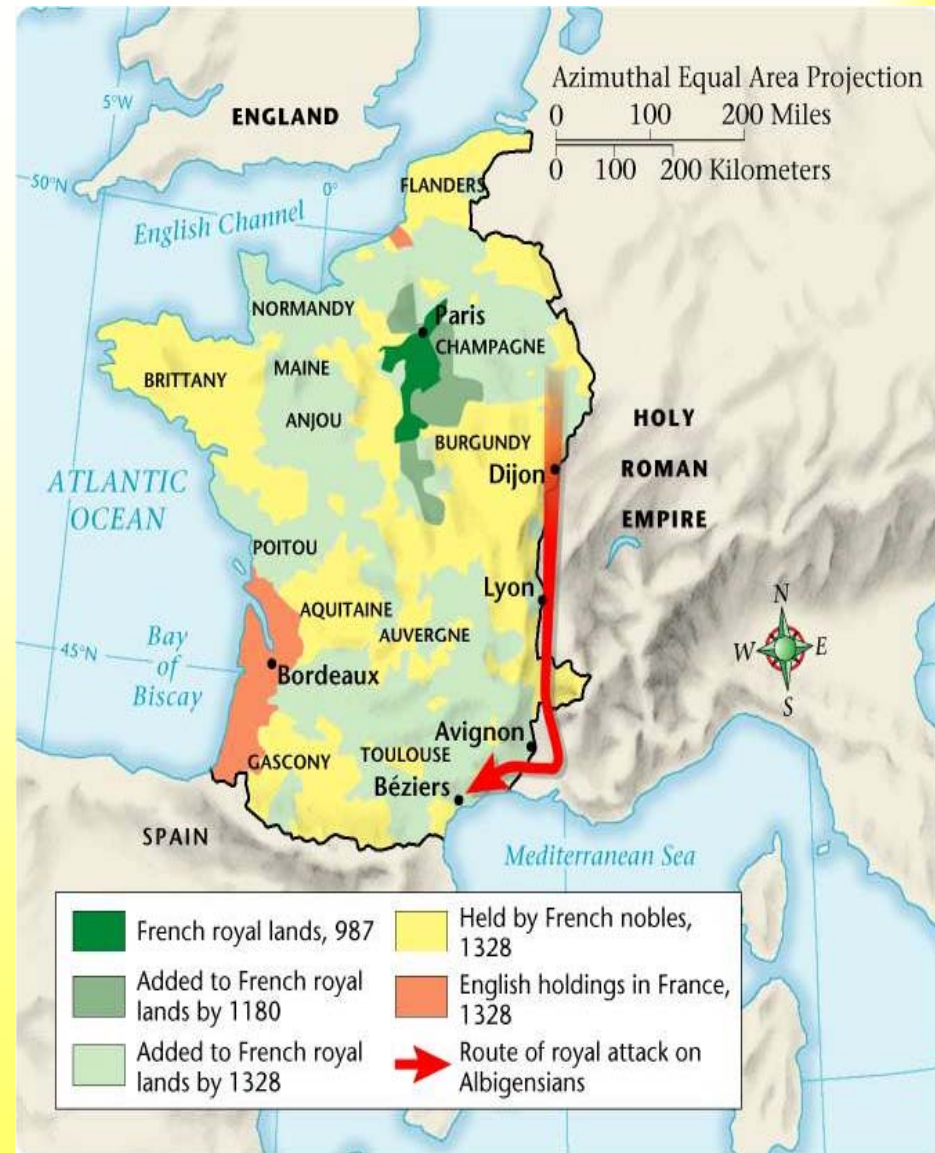 Azimuthal Equal Area Projection
0 100 200 Miles
0 100 200 Kilometers
5°W
ENGLAND
50°N
0°
FLANDERS
English Channel
NORMANDY
Paris
CHAMPAGNE
MAINE
BRITTANY
ANJOU
HOLY
ROMAN
EMPIRE
BURGUNDY
Dijon
ATLANTIC
OCEAN
POITOU
Lyon
AQUITAINE
AUVERGNE
N
W E
S
45°N
Bay
of
Biscay
Bordeaux
Avignon
GASCONY
TOULOUSE
Béziers
SPAIN
Mediterranean Sea
French royal lands, 987
Added to French royal
lands by 1180
Added to French royal
lands by 1328
Held by French nobles,
1328
English holdings in France,
1328
Route of royal attack on
Albigensians